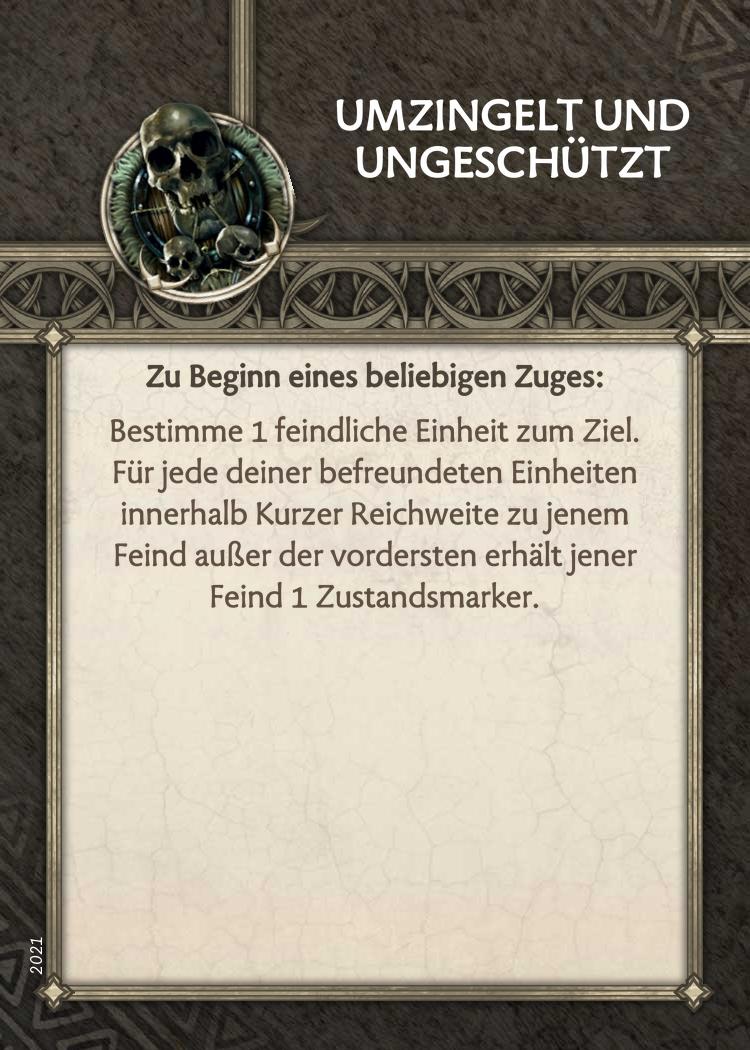 UMZINGELT UND
UNGESCHÜTZT
Zu Beginn eines beliebigen Zuges:
Bestimme 1 feindliche Einheit zum Ziel.
Für jede deiner befreundeten Einheiten
innerhalb Kurzer Reichweite zu jenem
Feind außer der vordersten erhält jener
Feind 1 Zustandsmarker.
2021